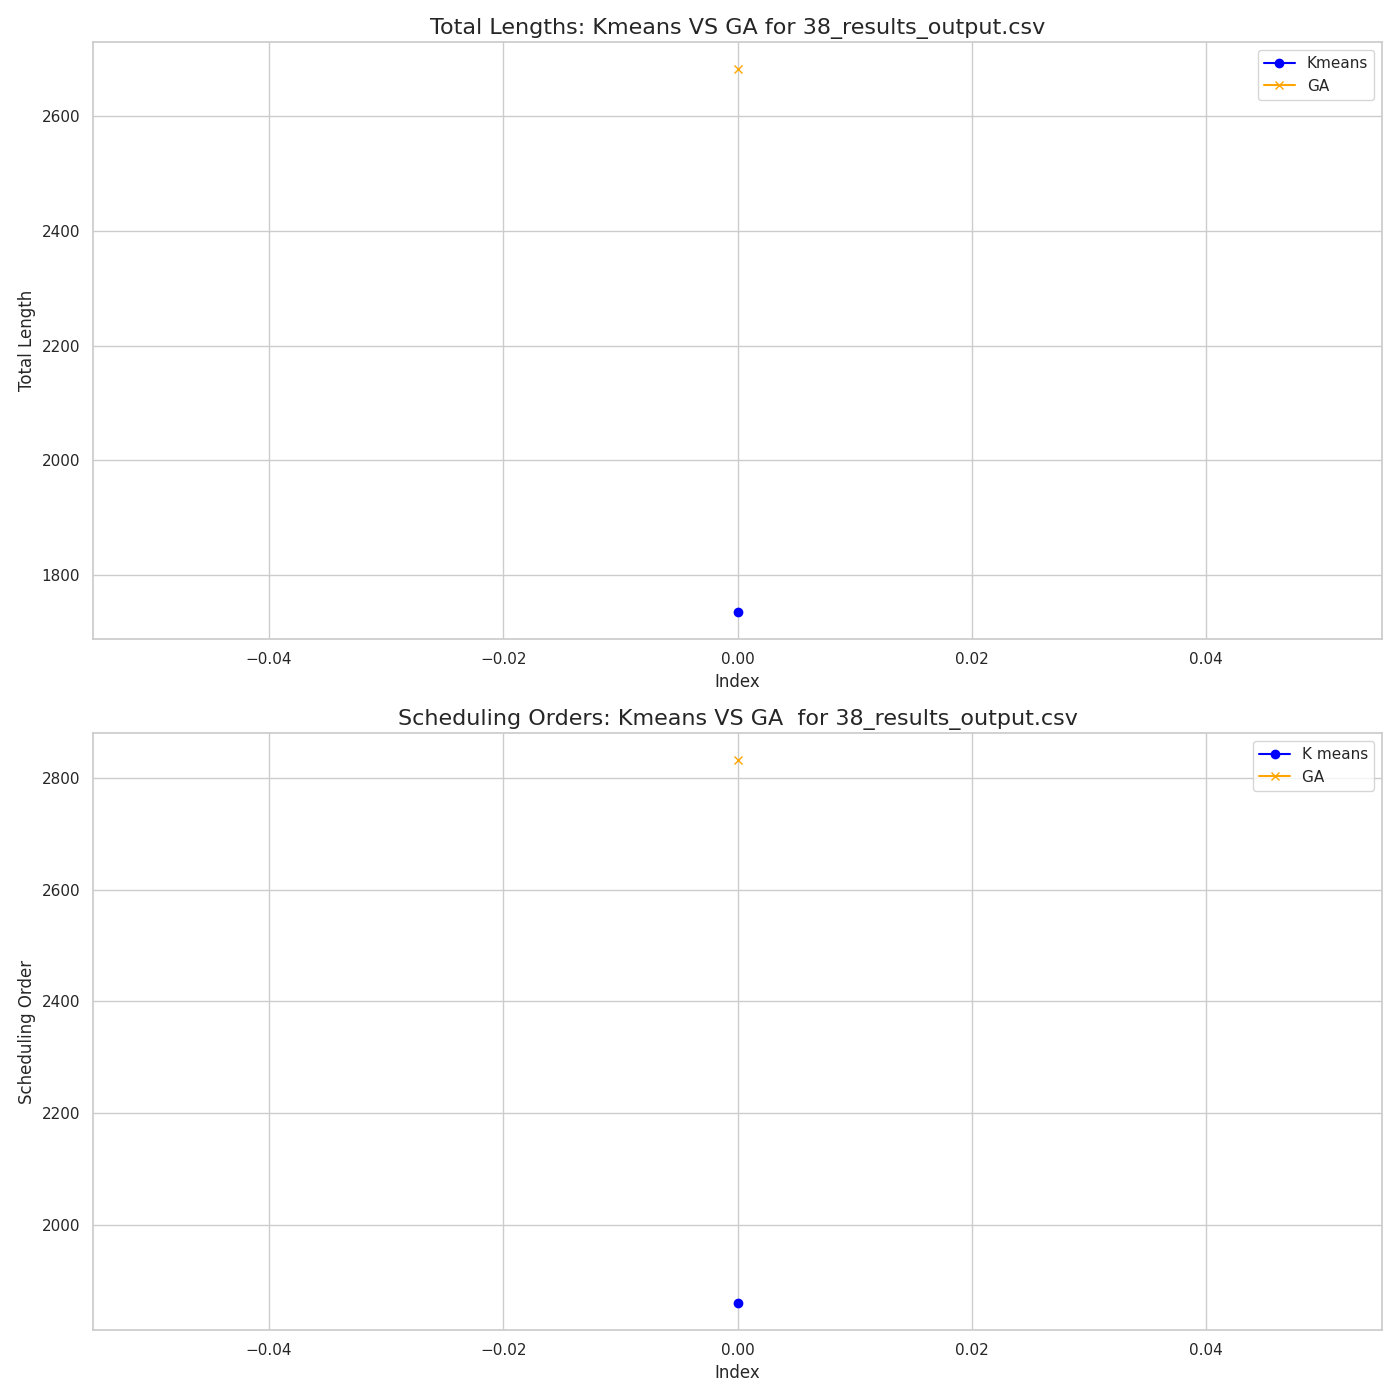 Total Lengths: Kmeans VS GA for 38_results_output.csv
Kmeans
GA
2600
2400
2200
2000
1800
Total Length
−0.04
−0.02
0.00
0.02
0.04
Index
Scheduling Orders: Kmeans VS GA  for 38_results_output.csv
K means
GA
2800
2600
2400
2200
2000
Scheduling Order
−0.04
−0.02
0.00
0.02
0.04
Index